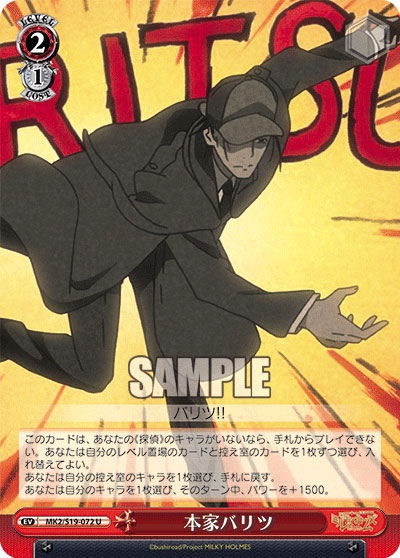 LEVEL
2
1
COST
RITSU
SAMPLE
バリツ!!
このカードは、あなたの《探偵》のキャラがいないなら、手札からプレイできな
い。あなたは自分のレベル置場のカードと控え室のカードを1枚ずつ選び、入
れ替えてよい。
あなたは自分の控え室のキャラを1枚選び、手札に戻す。
あなたは自分のキャラを1枚選び、そのターン中、パワーを+1500。
EV MK2/S19-072 U
本家バリツ
©bushiroad/Project MILKY HOLMES